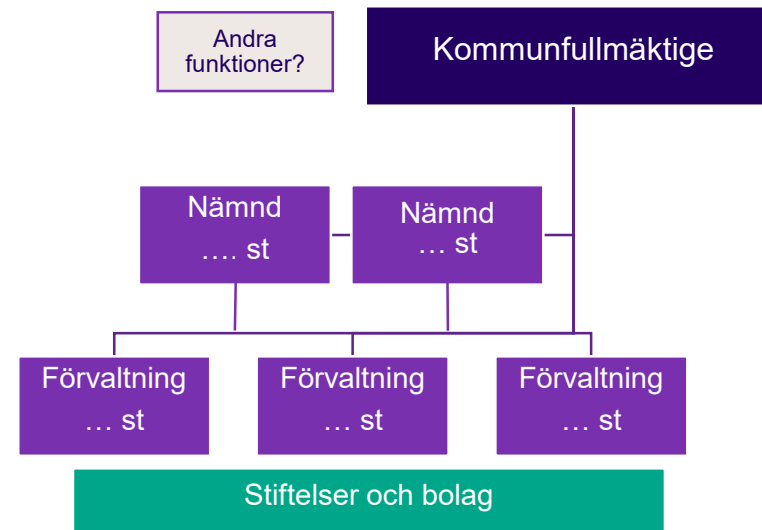 Andra
funktioner?
Kommunfullmäktige
Nämnd
…. st
Nämnd
… st
Förvaltning
… st
Förvaltning
… st
Förvaltning
… st
Stiftelser och bolag